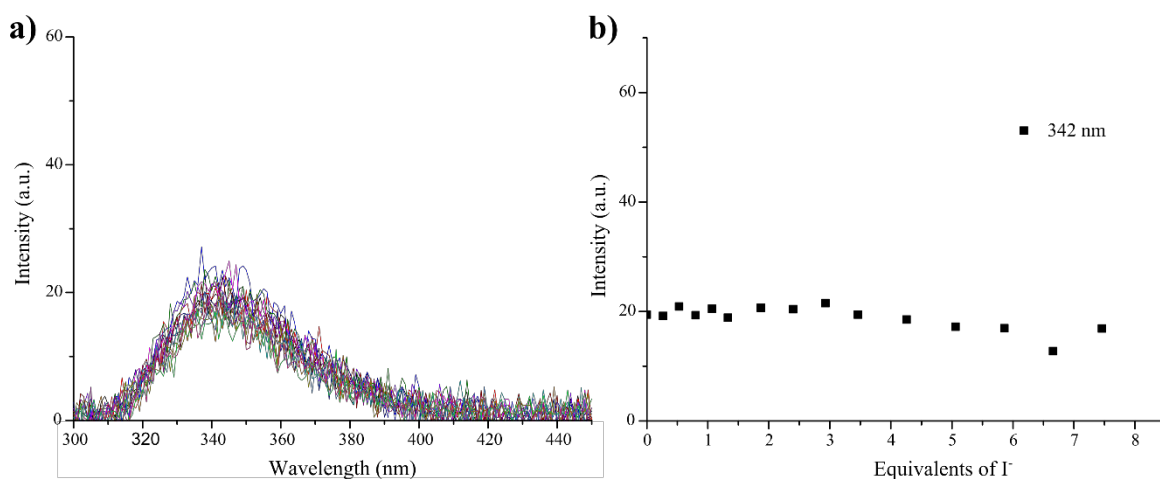 a)
60
40
20
0
Intensity (a.u.)
300 320 340 360 380 400 420 440
Wavelength (nm)
b)
342 nm
60
40
20
0
Intensity (a.u.)
0 1 2 3 4 5 6 7 8
Equivalents of I⁻